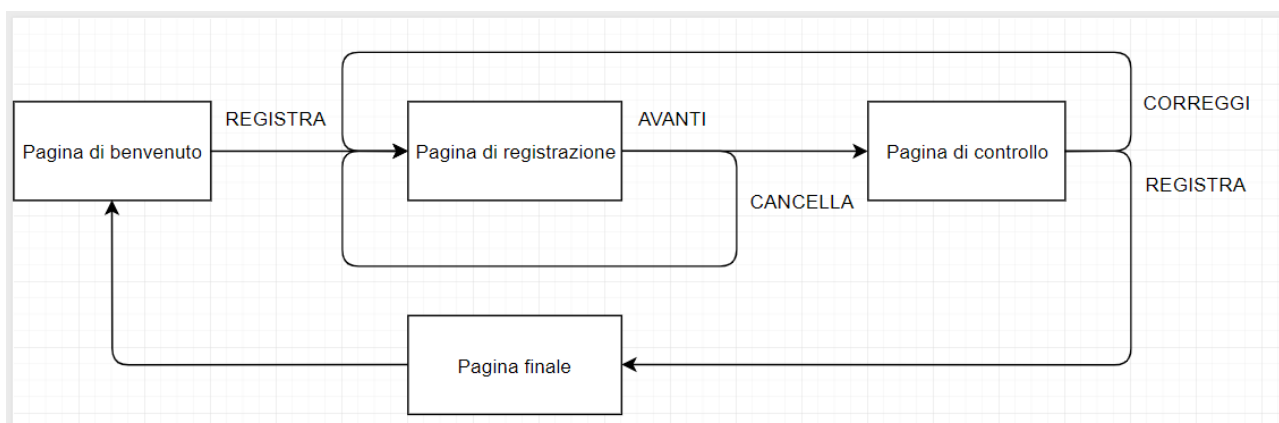 CORREGGI
REGISTRA
AVANTI
Pagina di benvenuto
Pagina di registrazione
Pagina di controllo
REGISTRA
CANCELLA
Pagina finale